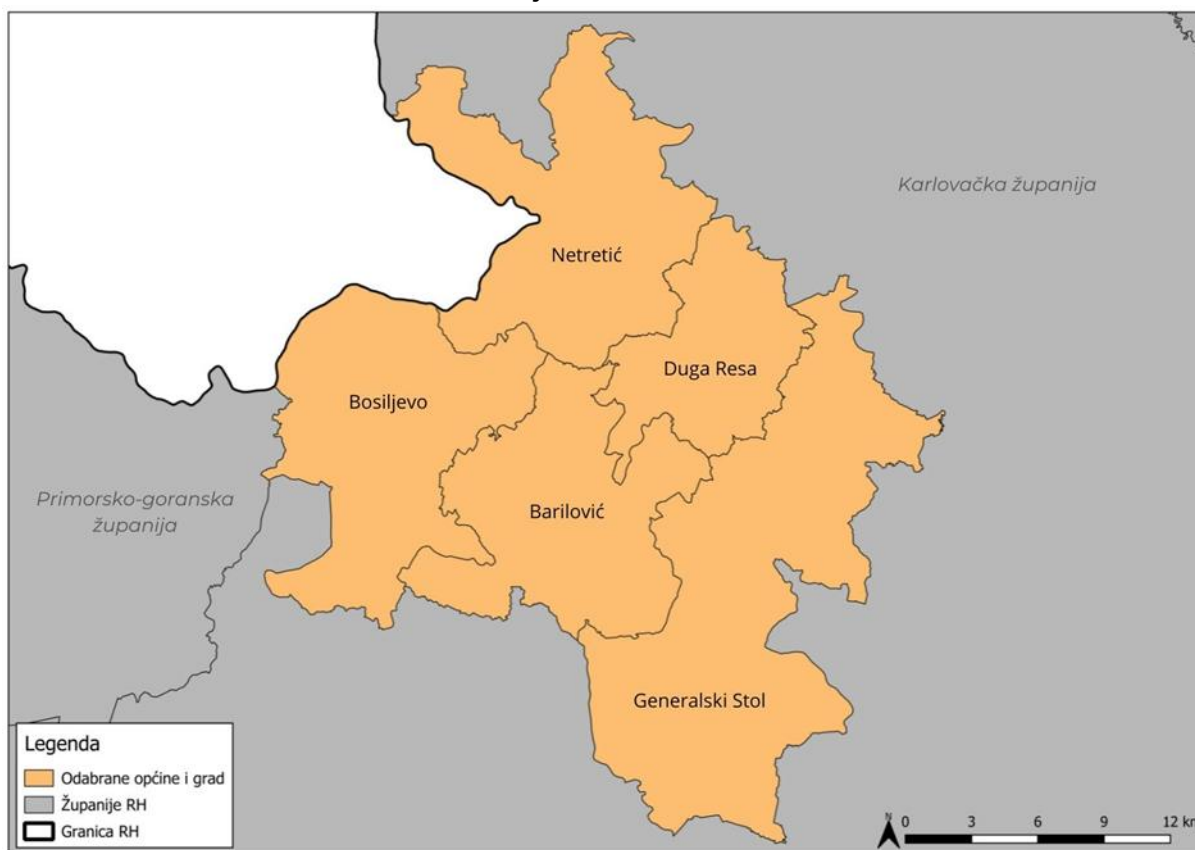 Karlovačka županija
Netretić
Duga Resa
Bosiljevo
Primorsko-goranska
županija
Barilović
Generalski Stol
Legenda
Odabrane općine i grad
Županije RH
Granica RH
N
0 3 6 9 12 km